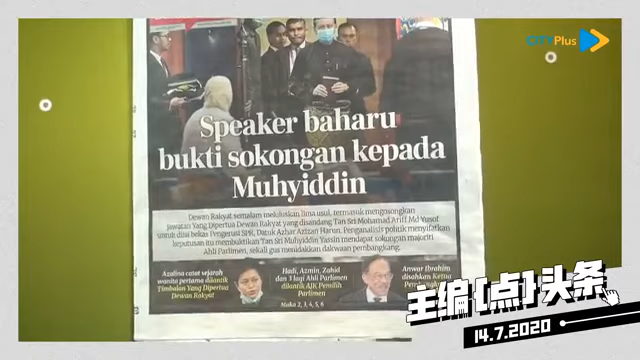 CITYPlus
Speaker baharu
bukti sokongan kepada
Muhyiddin
Dewan Rakyat semalam meluluskan lima usul, termasuk mengosongkan
jawatan Yang Dipertua Dewan Rakyat yang disandang Tan Sri Mohamad Ariff Md Yusof
untuk diisi bekas Pengerusi SPR, Datuk Azhar Azizan Harun. Penganalisis politik menyifatkan
keputusan itu membuktikan Tan Sri Muhyiddin Yassin mendapat sokongan majoriti
Ahli Parlimen, sekali gus menidakkan dakwaan pembangkang.
Azalina catat sejarah
wanita pertama dilantik
Timbalan Yang Dipertua
Dewan Rakyat
Hadi, Azmin, Zahid
dan 3 lagi Ahli Parlimen
dilantik AJK Pemilih
Parlimen
Muka 2, 3, 4, 5, 6
Anwar Ibrahim
disahkan Ketua
主编{点}头条
14.7.2020